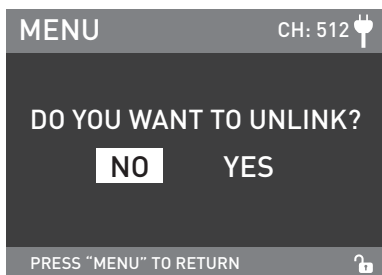 MENU CH: 512
DO YOU WANT TO UNLINK?
NO YES
PRESS “MENU” TO RETURN